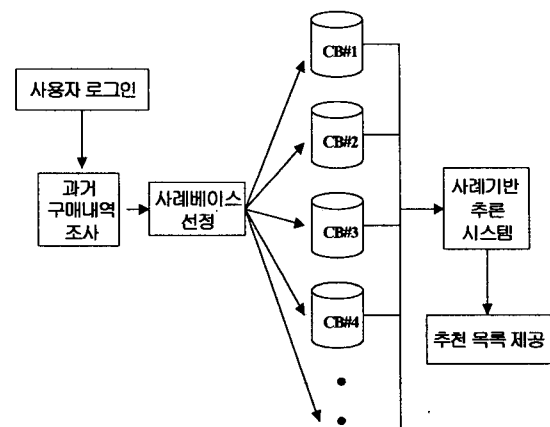 사용자 로그인
과거
구매내역
조사
사례베이스
선정
CB#1
CB#2
CB#3
CB#4
사례기반
추론
시스템
추천 목록 제공